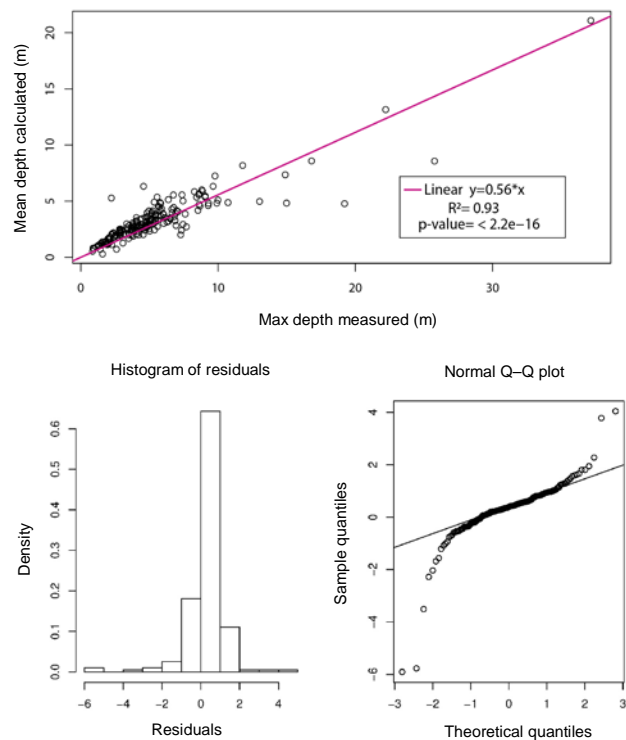 Mean depth calculated (m)
20
15
10
5
0
Linear y=0.56*x
R²= 0.93
p-value= < 2.2e−16
0 10 20 30
Max depth measured (m)
Histogram of residuals
Density
0.6
0.5
0.4
0.3
0.2
0.1
0.0
−6 −4 −2 0 2 4
Residuals
Normal Q–Q plot
Sample quantiles
4
2
0
−2
−4
−6
−3 −2 −1 0 1 2 3
Theoretical quantiles